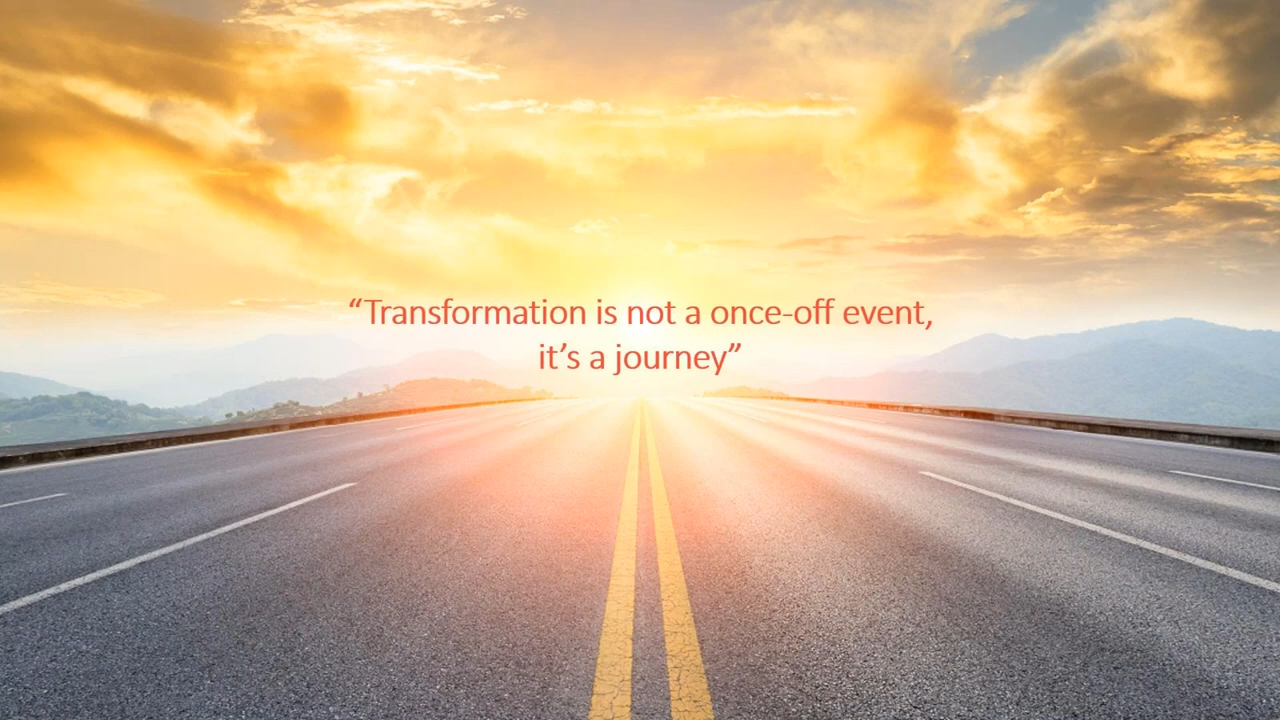 “Transformation is not a once-off event,
it’s a journey”